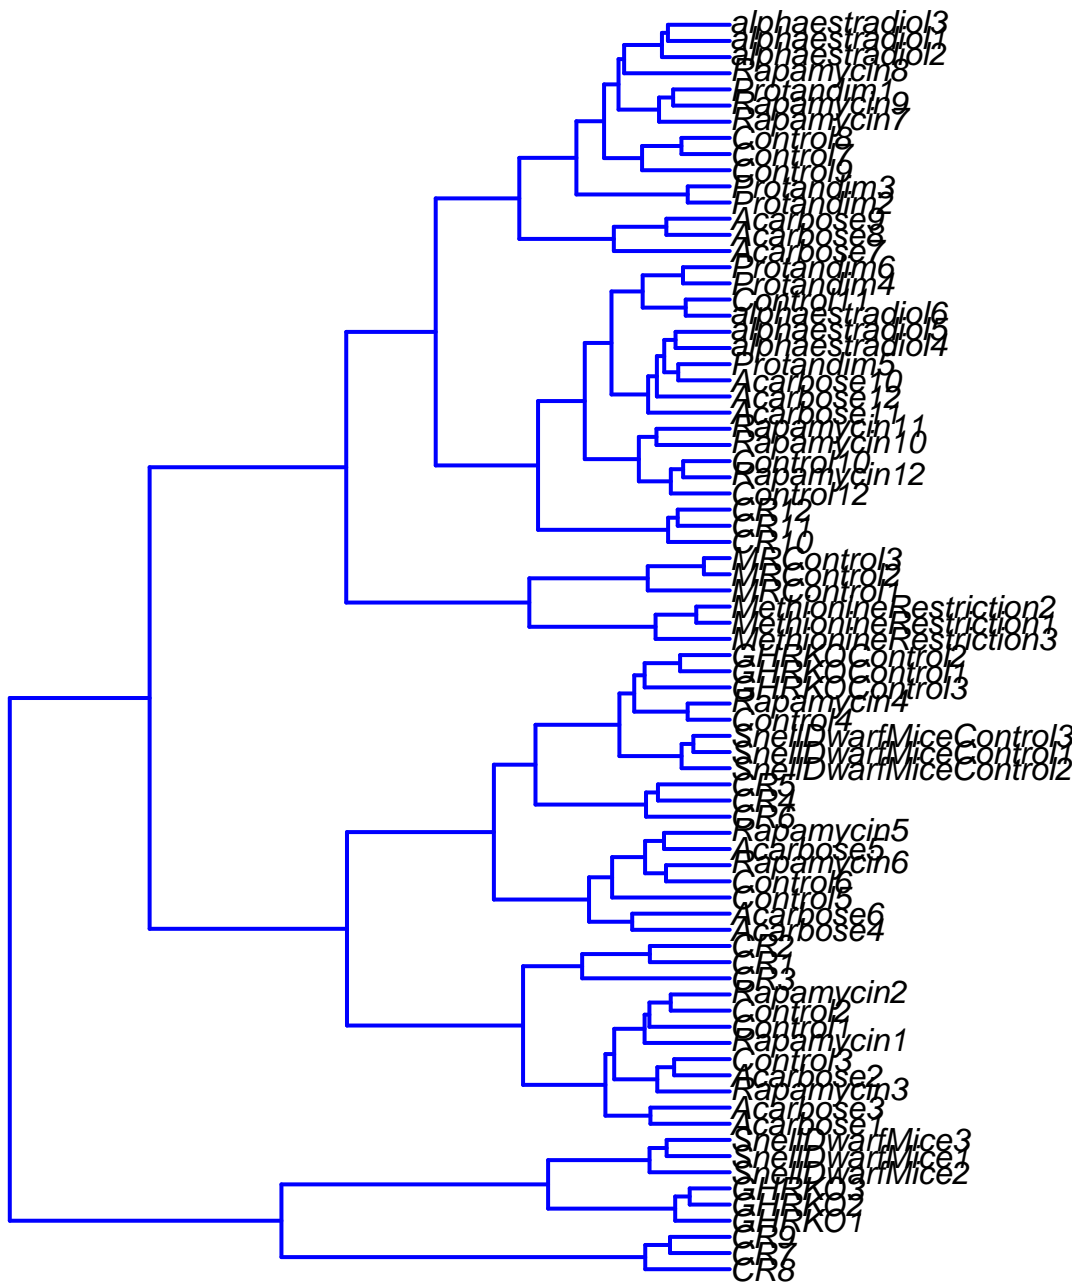 alphaestradiol3
alphaestradiol1
alphaestradiol2
Rapamycin8
Protandim1
Rapamycin9
Rapamycin7
Control8
Control7
Control9
Protandim3
Protandim2
Acarbose9
Acarbose8
Acarbose7
Protandim6
Protandim4
Control11
alphaestradiol6
alphaestradiol5
alphaestradiol4
Protandim5
Acarbose10
Acarbose12
Acarbose11
Rapamycin11
Rapamycin10
Control10
Rapamycin12
Control12
CR12
CR11
CR10
MRControl3
MRControl2
MRControl1
MethionineRestriction2
MethionineRestriction1
MethionineRestriction3
GHRKOControl2
GHRKOControl1
GHRKOControl3
Rapamycin4
Control4
SnellDwarfMiceControl3
SnellDwarfMiceControl1
SnellDwarfMiceControl2
CR5
CR4
CR6
Rapamycin5
Acarbose5
Rapamycin6
Control6
Control5
Acarbose6
Acarbose4
CR2
CR1
CR3
Rapamycin2
Control2
Control1
Rapamycin1
Control3
Acarbose2
Rapamycin3
Acarbose3
Acarbose1
SnellDwarfMice3
SnellDwarfMice1
SnellDwarfMice2
GHRKO3
GHRKO2
GHRKO1
CR9
CR7
CR8